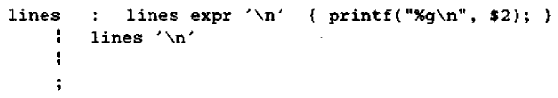 lines : lines expr '\n' { printf("%g\n", $2); }
| lines '\n'
|
;